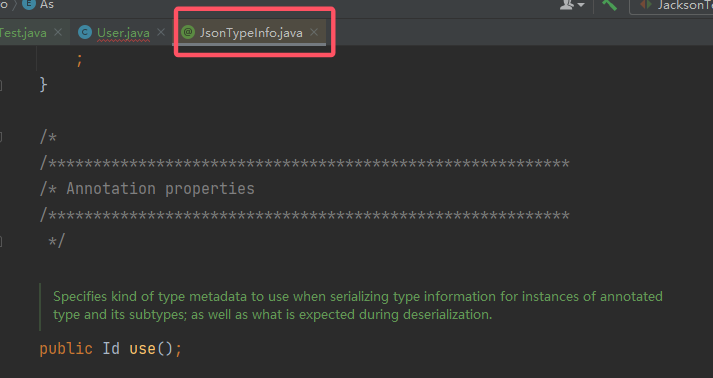 As
JacksonTe
Test.java
User.java
JsonTypeInfo.java
;
}
/*
/**********************************************************
/* Annotation properties
/**********************************************************
*/
Specifies kind of type metadata to use when serializing type information for instances of annotated
type and its subtypes; as well as what is expected during deserialization.
public Id use();